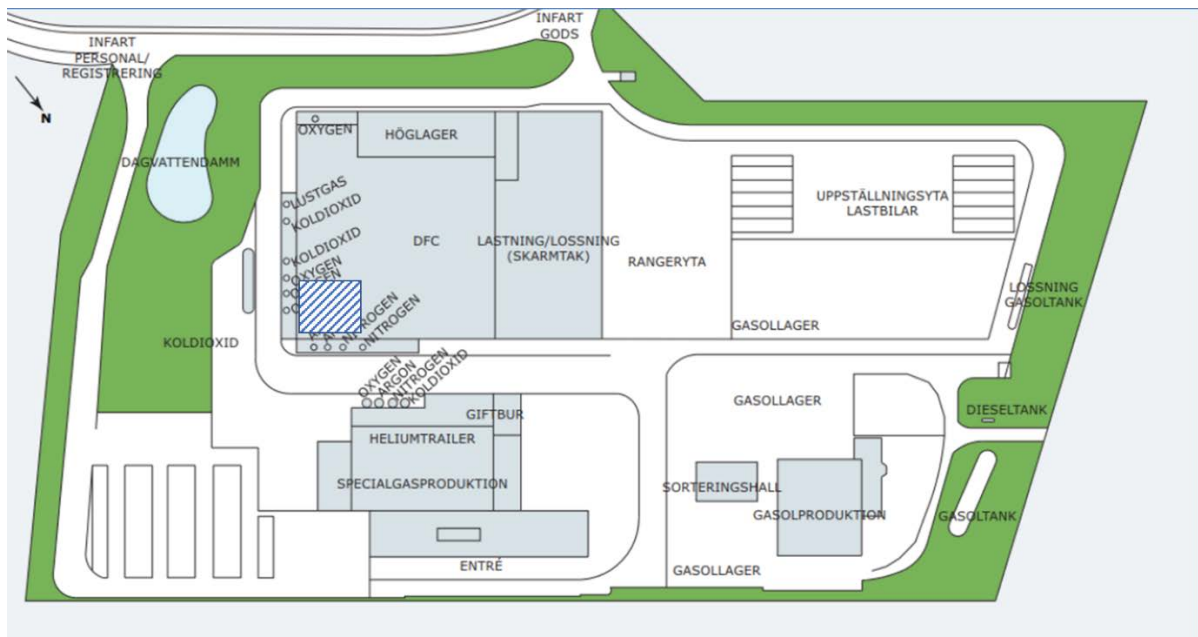 INFART
GODS
INFART
PERSONAL/
REGISTRERING
N
OXYGEN
HÖGLAGER
DAGVATTENDAMM
LUSTGAS
KOLDIOXID
UPPSTÄLLNINGSYTA
LASTBILAR
DFC
LASTNING/LOSSNING
(SKARMTAK)
KOLDIOXID
RANGERYTA
OXYGEN
LOSSNING
GASOLTANK
NITROGEN
NITROGEN
GASOLLAGER
KOLDIOXID
OXYGEN
ARGON
NITROGEN
KOLDIOXID
GASOLLAGER
GIFTBUR
DIESELTANK
HELIUMTRAILER
SPECIALGASPRODUKTION
SORTERINGSHALL
GASOLPRODUKTION
GASOLTANK
ENTRÉ
GASOLLAGER